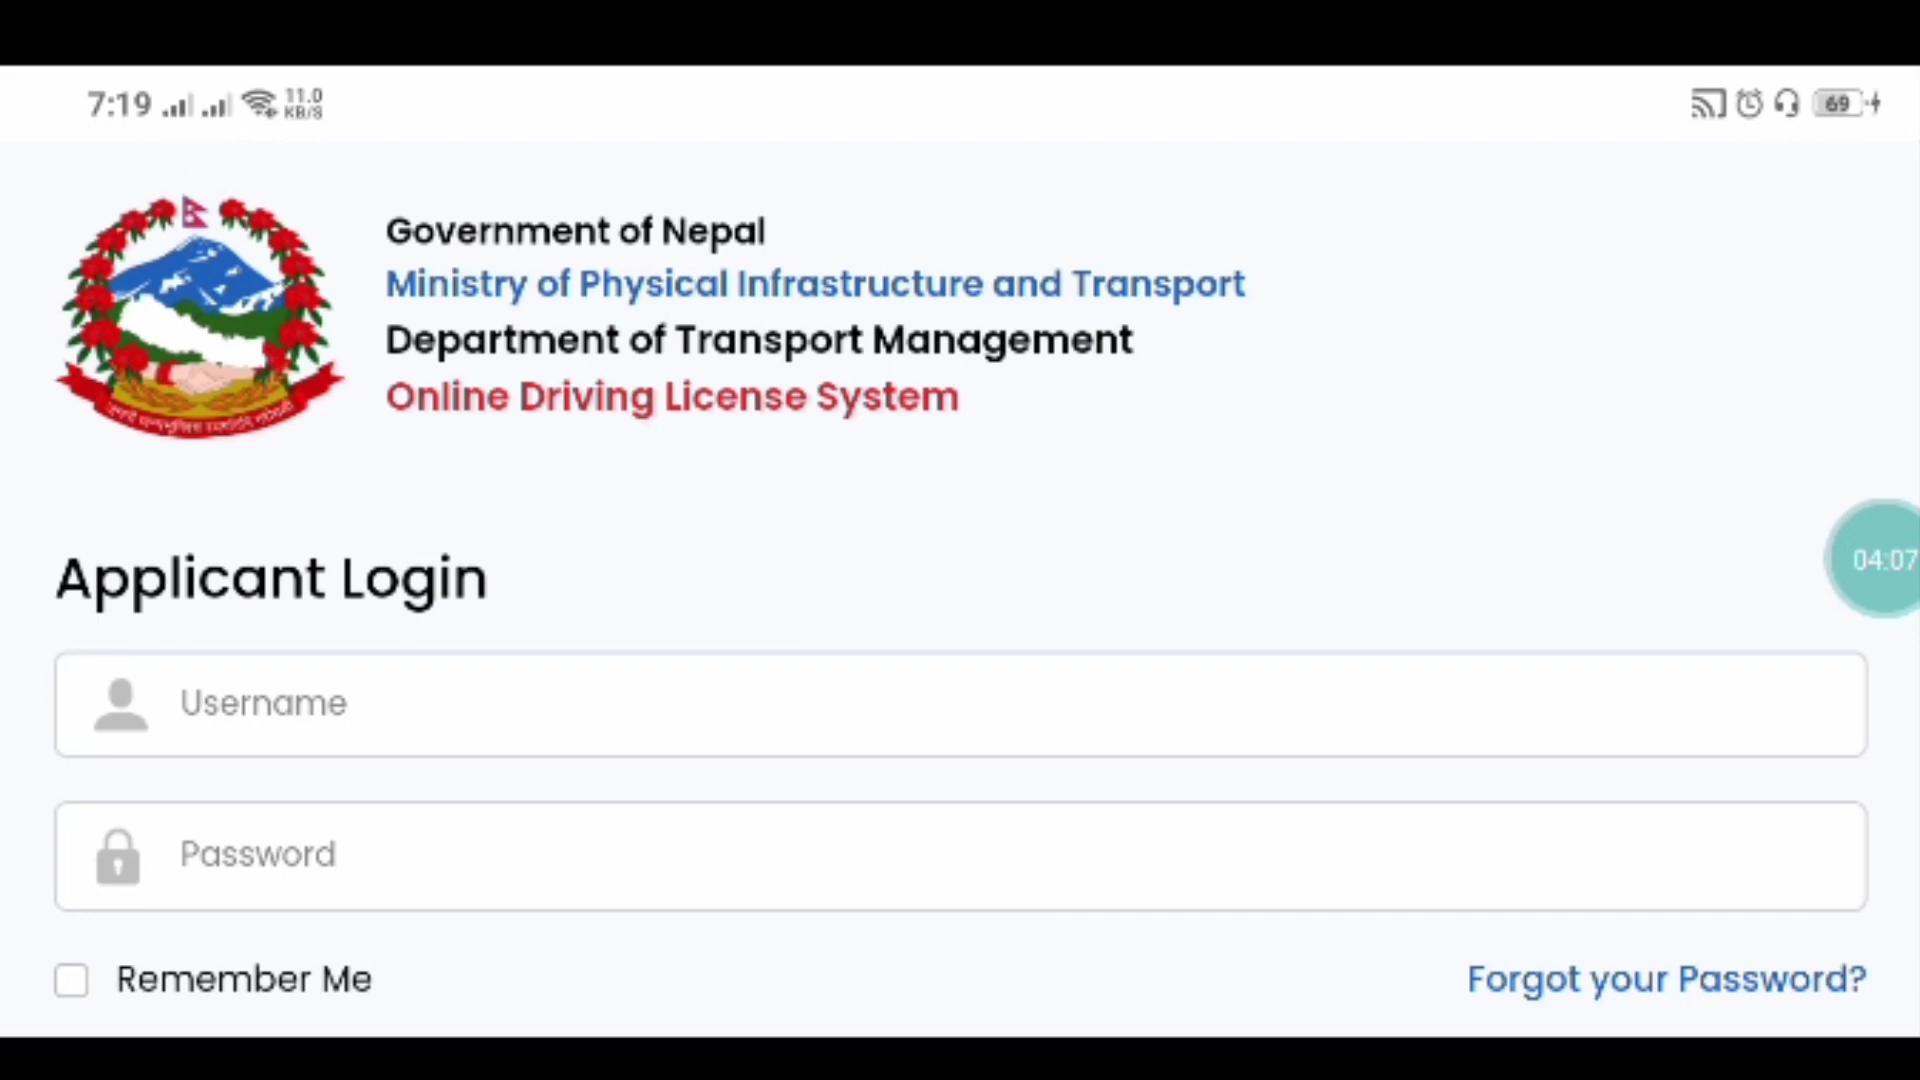 7:19 11.0 KB/S 69
Government of Nepal
Ministry of Physical Infrastructure and Transport
Department of Transport Management
Online Driving License System
Applicant Login
04:07
Username
Password
Remember Me
Forgot your Password?